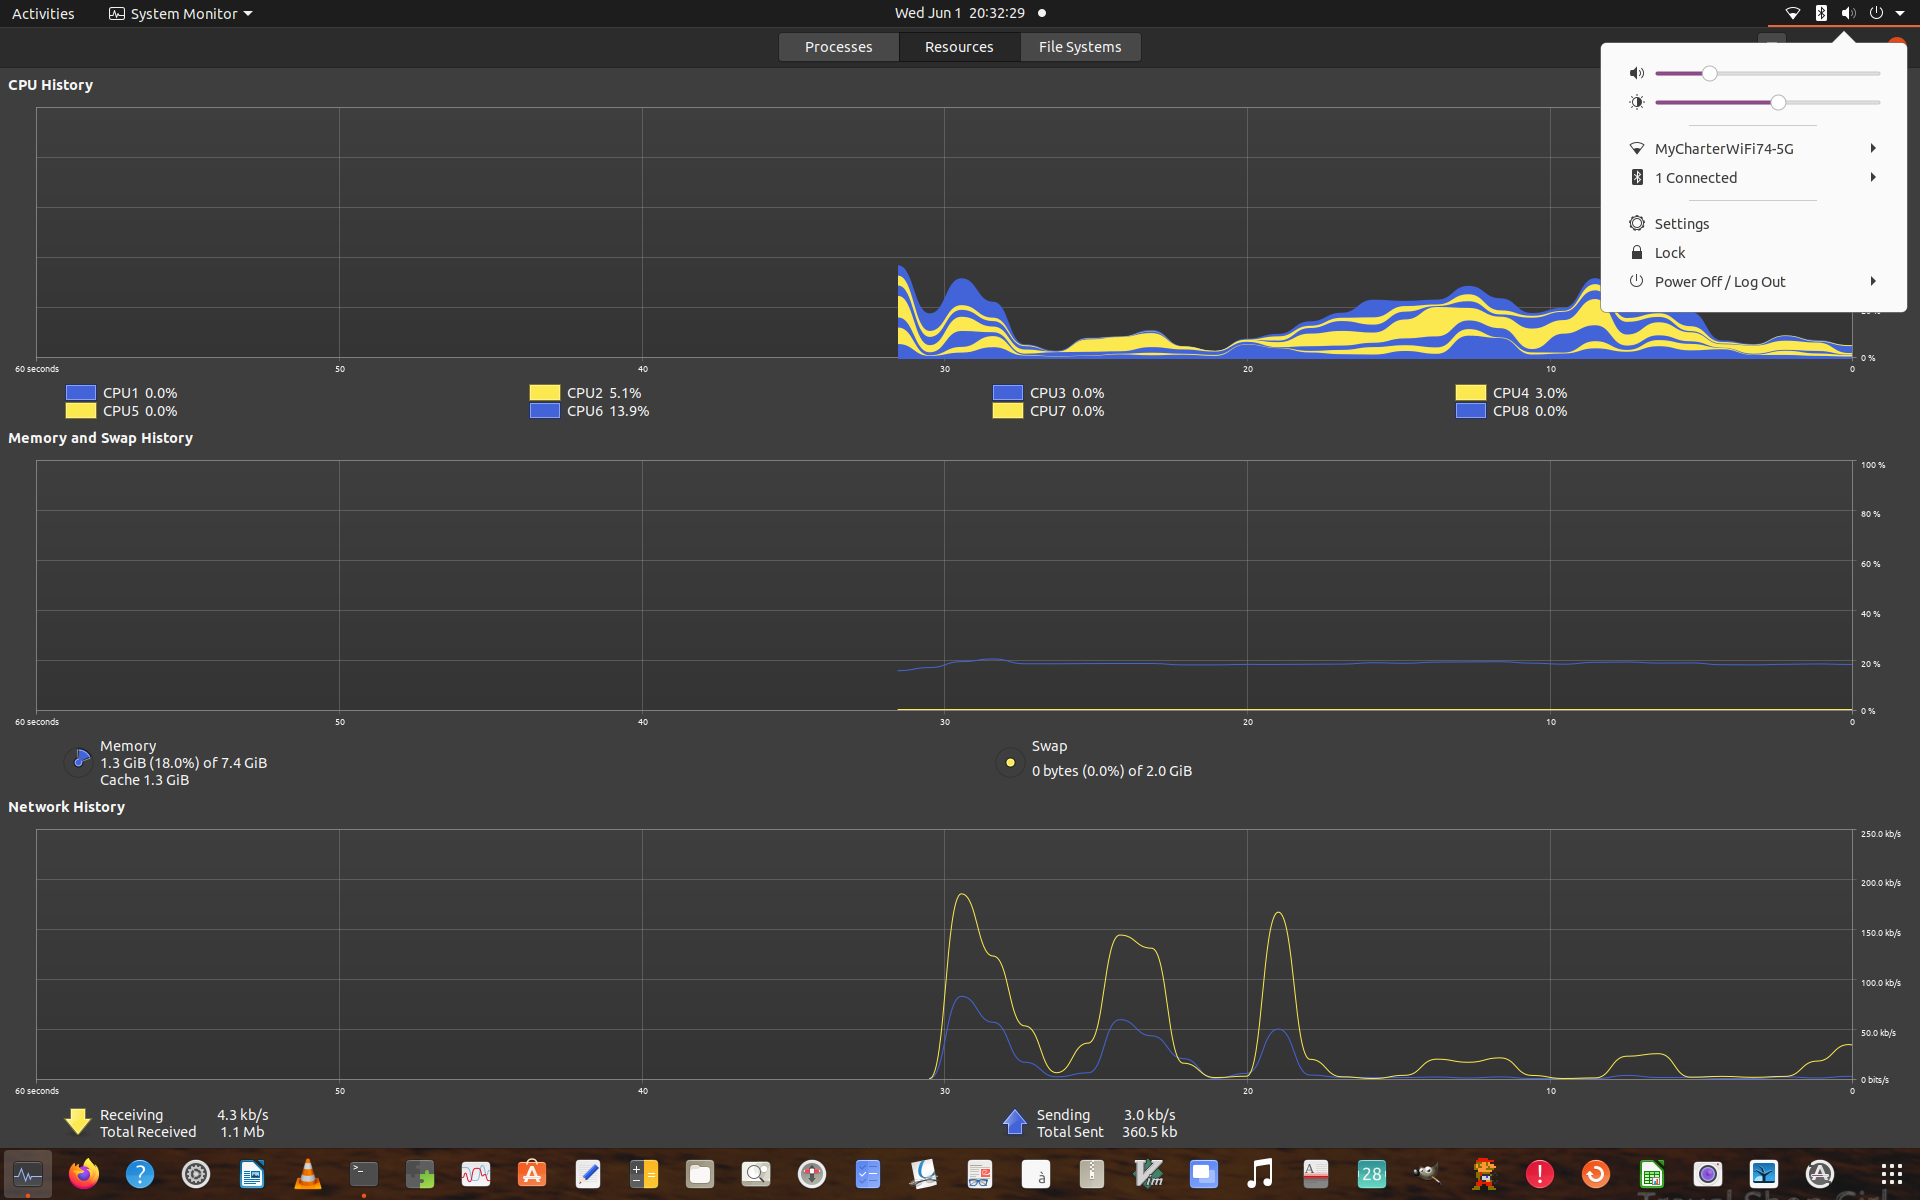 Activities System Monitor Wed Jun 1 20:32:29
Processes Resources File Systems
CPU History
MyCharterWiFi74-5G
1 Connected
Settings
Lock
Power Off / Log Out
0 %
60 seconds 50 40 30 20 10 0
CPU1 0.0% CPU2 5.1% CPU3 0.0% CPU4 3.0%
CPU5 0.0% CPU6 13.9% CPU7 0.0% CPU8 0.0%
Memory and Swap History
100 %
80 %
60 %
40 %
20 %
0 %
60 seconds 50 40 30 20 10 0
Memory
1.3 GiB (18.0%) of 7.4 GiB
Cache 1.3 GiB
Swap
0 bytes (0.0%) of 2.0 GiB
Network History
250.0 kb/s
200.0 kb/s
150.0 kb/s
100.0 kb/s
50.0 kb/s
0 bits/s
60 seconds 50 40 30 20 10 0
Receiving 4.3 kb/s
Total Received 1.1 Mb
Sending 3.0 kb/s
Total Sent 360.5 kb
28